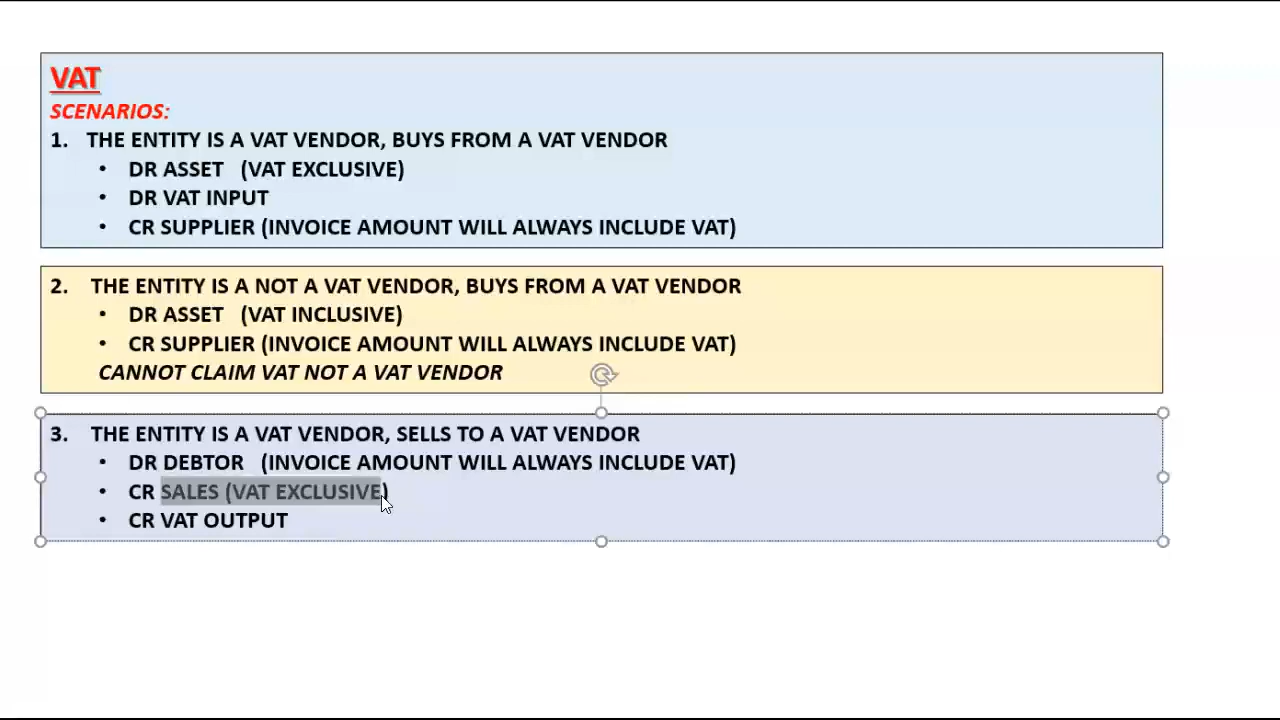 VAT
SCENARIOS:
1. THE ENTITY IS A VAT VENDOR, BUYS FROM A VAT VENDOR
• DR ASSET (VAT EXCLUSIVE)
• DR VAT INPUT
• CR SUPPLIER (INVOICE AMOUNT WILL ALWAYS INCLUDE VAT)
2. THE ENTITY IS A NOT A VAT VENDOR, BUYS FROM A VAT VENDOR
• DR ASSET (VAT INCLUSIVE)
• CR SUPPLIER (INVOICE AMOUNT WILL ALWAYS INCLUDE VAT)
CANNOT CLAIM VAT NOT A VAT VENDOR
3. THE ENTITY IS A VAT VENDOR, SELLS TO A VAT VENDOR
• DR DEBTOR (INVOICE AMOUNT WILL ALWAYS INCLUDE VAT)
• CR SALES (VAT EXCLUSIVE)
• CR VAT OUTPUT